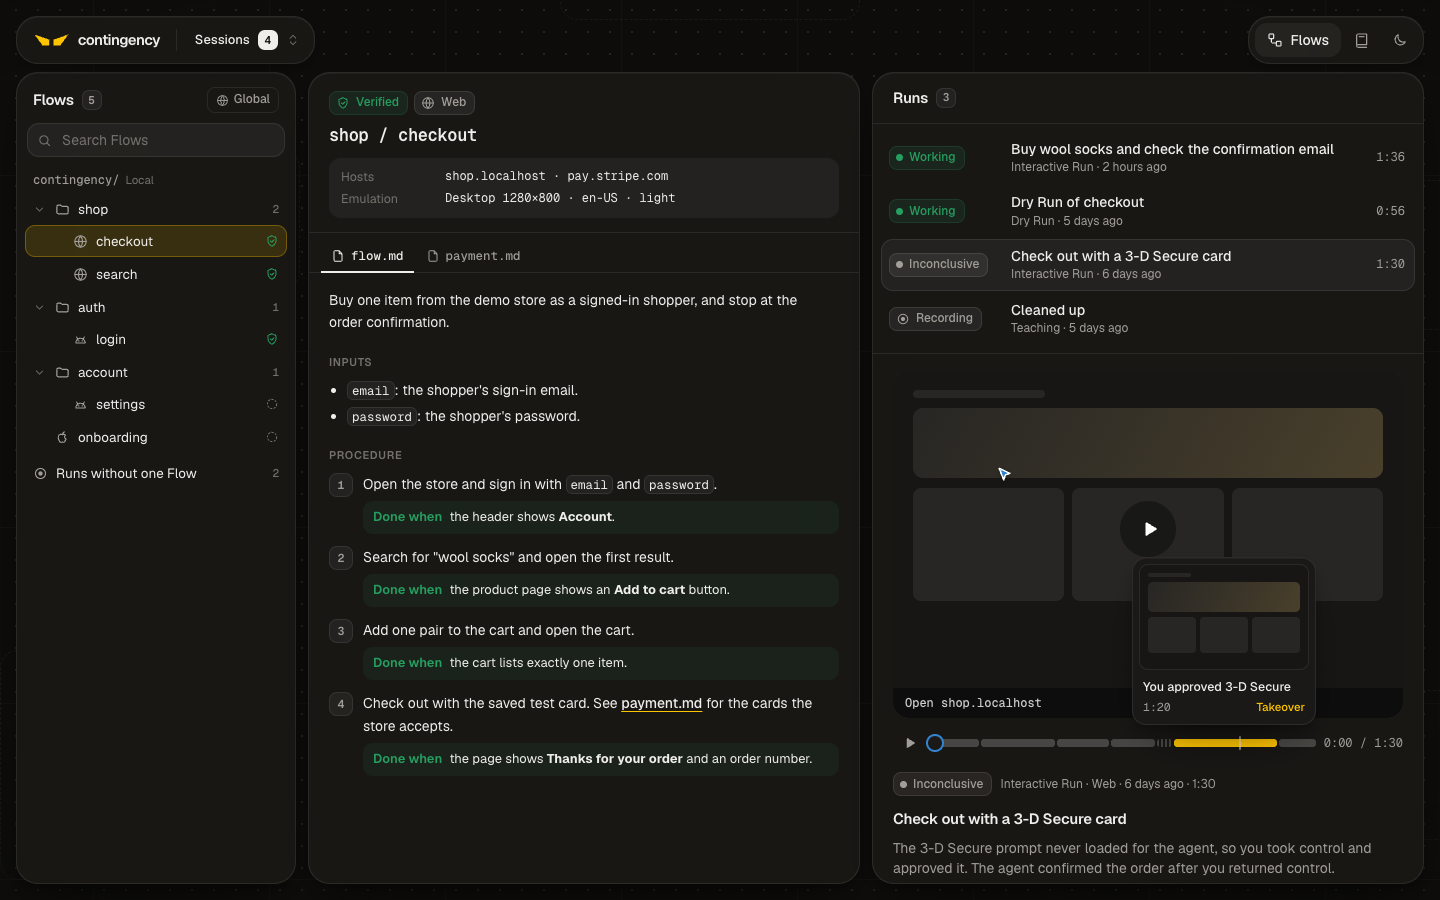 contingency
Sessions 4
Flows
Flows 5
Global
Search Flows
contingency/ Local
shop 2
checkout
search
auth 1
login
account 1
settings
onboarding
Runs without one Flow 2
Verified
Web
shop / checkout
Hosts shop.localhost · pay.stripe.com
Emulation Desktop 1280×800 · en-US · light
flow.md
payment.md
Buy one item from the demo store as a signed-in shopper, and stop at the
order confirmation.
INPUTS
email: the shopper's sign-in email.
password: the shopper's password.
PROCEDURE
1 Open the store and sign in with email and password.
Done when the header shows Account.
2 Search for "wool socks" and open the first result.
Done when the product page shows an Add to cart button.
3 Add one pair to the cart and open the cart.
Done when the cart lists exactly one item.
4 Check out with the saved test card. See payment.md for the cards the
store accepts.
Done when the page shows Thanks for your order and an order number.
Runs 3
Working
Buy wool socks and check the confirmation email
Interactive Run · 2 hours ago
1:36
Working
Dry Run of checkout
Dry Run · 5 days ago
0:56
Inconclusive
Check out with a 3-D Secure card
Interactive Run · 6 days ago
1:30
Recording
Cleaned up
Teaching · 5 days ago
Open shop.localhost
You approved 3-D Secure
1:20 Takeover
0:00 / 1:30
Inconclusive
Interactive Run · Web · 6 days ago · 1:30
Check out with a 3-D Secure card
The 3-D Secure prompt never loaded for the agent, so you took control and
approved it. The agent confirmed the order after you returned control.